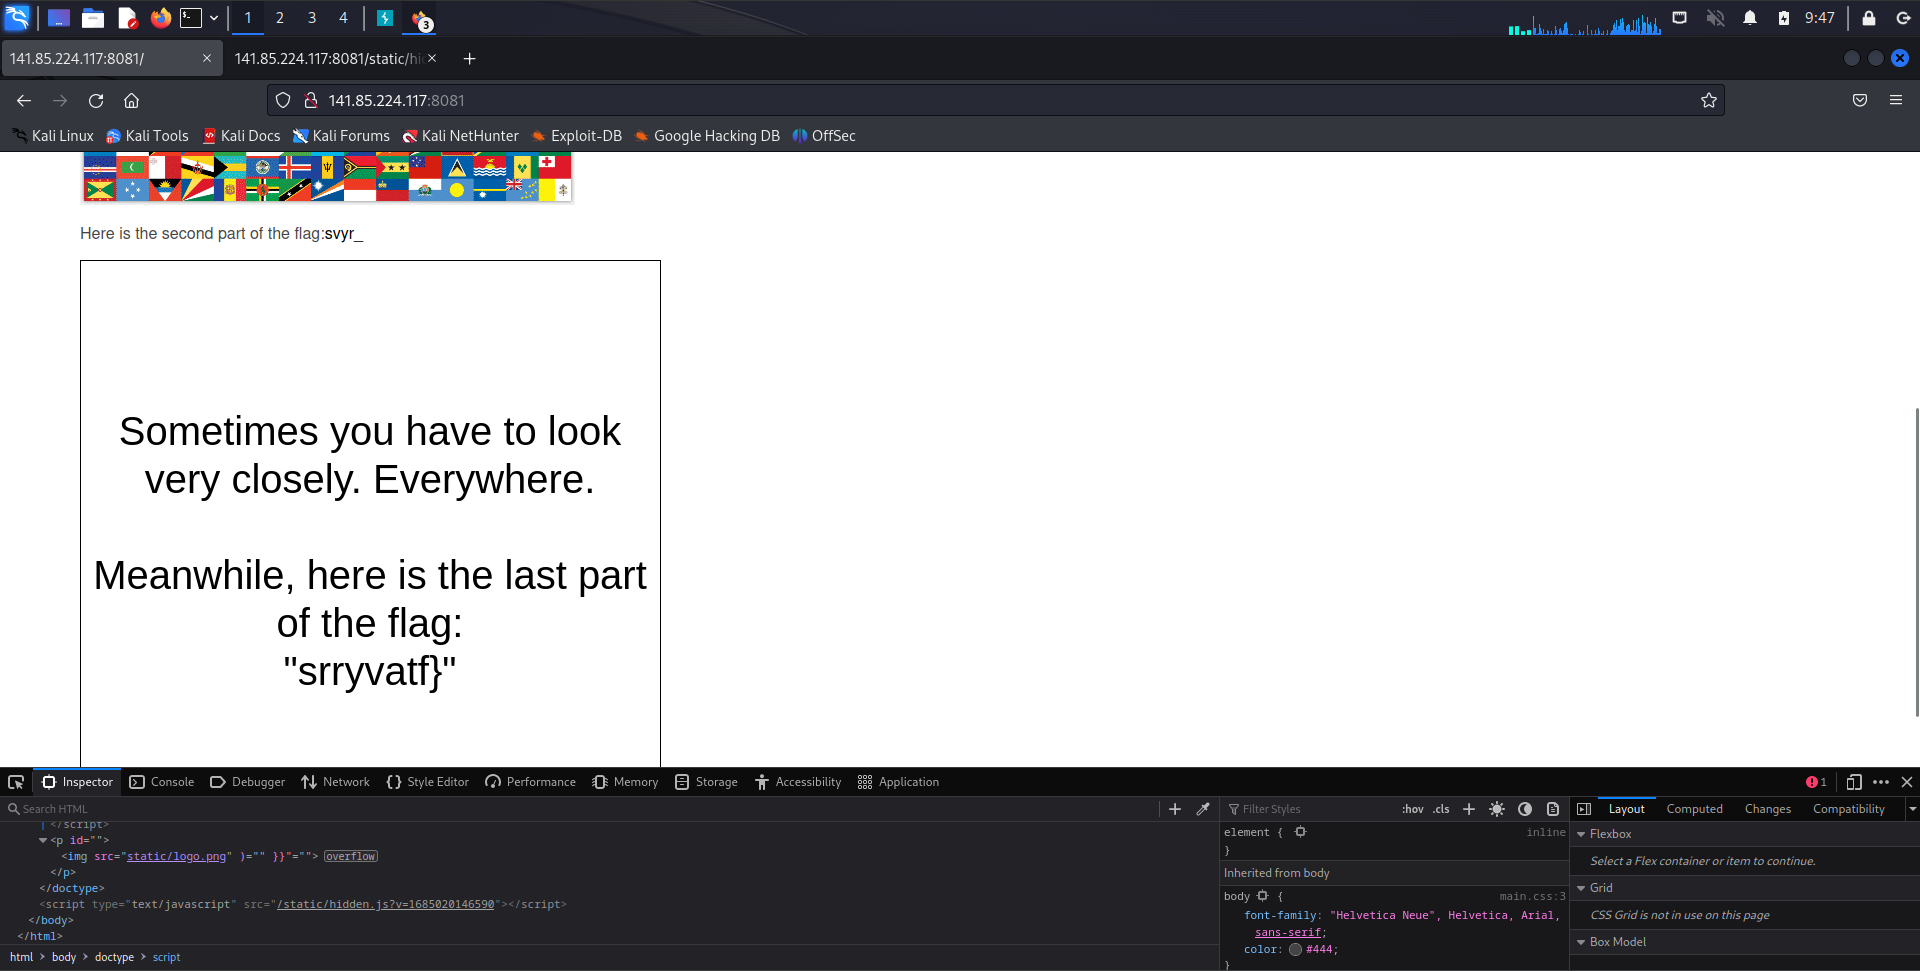 1 2 3 4 3 9:47
141.85.224.117:8081/ 141.85.224.117:8081/static/hi
141.85.224.117:8081
Kali Linux Kali Tools Kali Docs Kali Forums Kali NetHunter Exploit-DB Google Hacking DB OffSec
Here is the second part of the flag:svyr_
Sometimes you have to look
very closely. Everywhere.
Meanwhile, here is the last part
of the flag:
"srryvatf}"
Inspector Console Debugger Network Style Editor Performance Memory Storage Accessibility Application 1
Search HTML Filter Styles :hov .cls Layout Computed Changes Compatibility
</script>
<p id="">
<img src="static/logo.png" )="" }}"=""> overflow
</p>
</doctype>
<script type="text/javascript" src="/static/hidden.js?v=1685020146590"></script>
</body>
</html>
html > body > doctype > script
element { inline
}
Inherited from body
body { main.css:3
font-family: "Helvetica Neue", Helvetica, Arial,
sans-serif;
color: #444;
}
Flexbox
Select a Flex container or item to continue.
Grid
CSS Grid is not in use on this page
Box Model